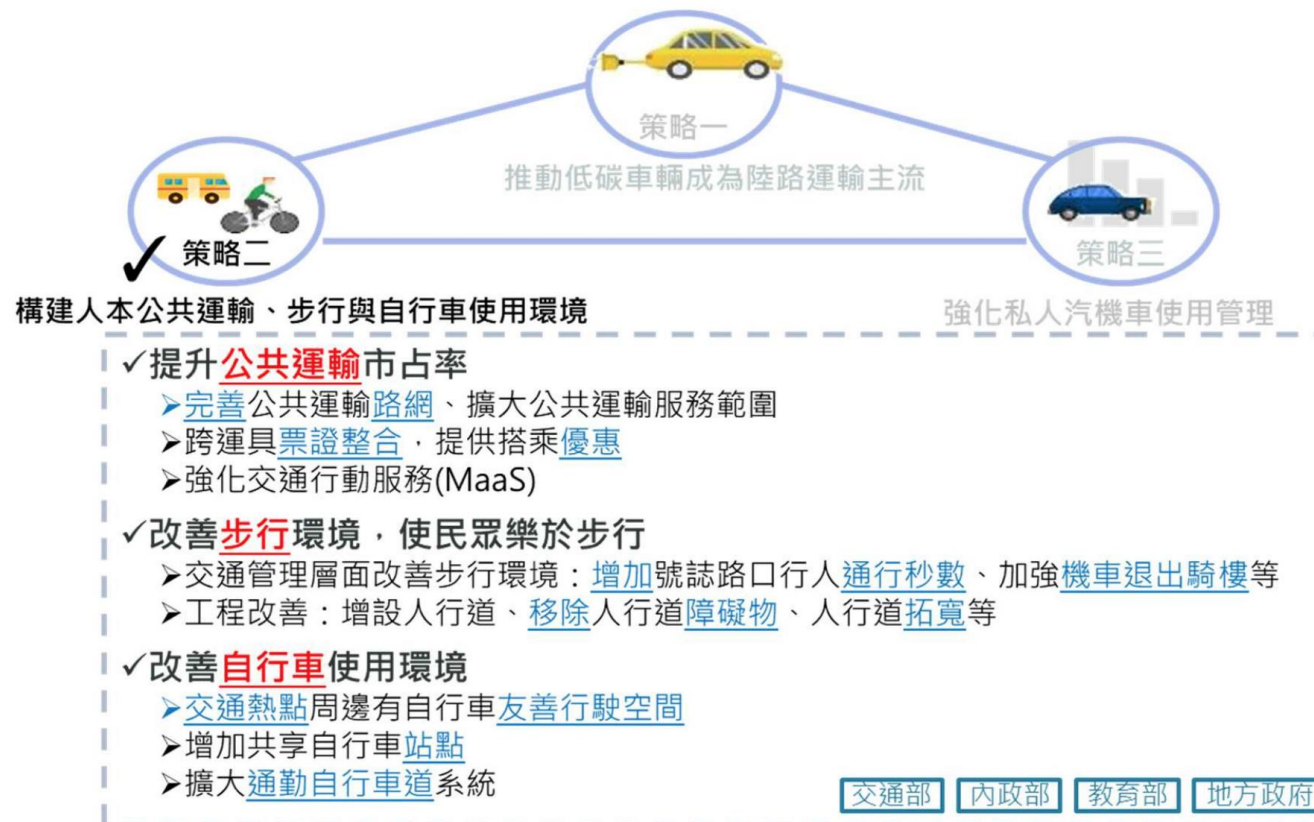 策略一
推動低碳車輛成為陸路運輸主流
策略二
構建人本公共運輸、步行與自行車使用環境
策略三
強化私人汽機車使用管理
✓提升公共運輸市占率
➢完善公共運輸路網、擴大公共運輸服務範圍
➢跨運具票證整合，提供搭乘優惠
➢強化交通行動服務(MaaS)
✓改善步行環境，使民眾樂於步行
➢交通管理層面改善步行環境：增加號誌路口行人通行秒數、加強機車退出騎樓等
➢工程改善：增設人行道、移除人行道障礙物、人行道拓寬等
✓改善自行車使用環境
➢交通熱點周邊有自行車友善行駛空間
➢增加共享自行車站點
➢擴大通勤自行車道系統
交通部 內政部 教育部 地方政府